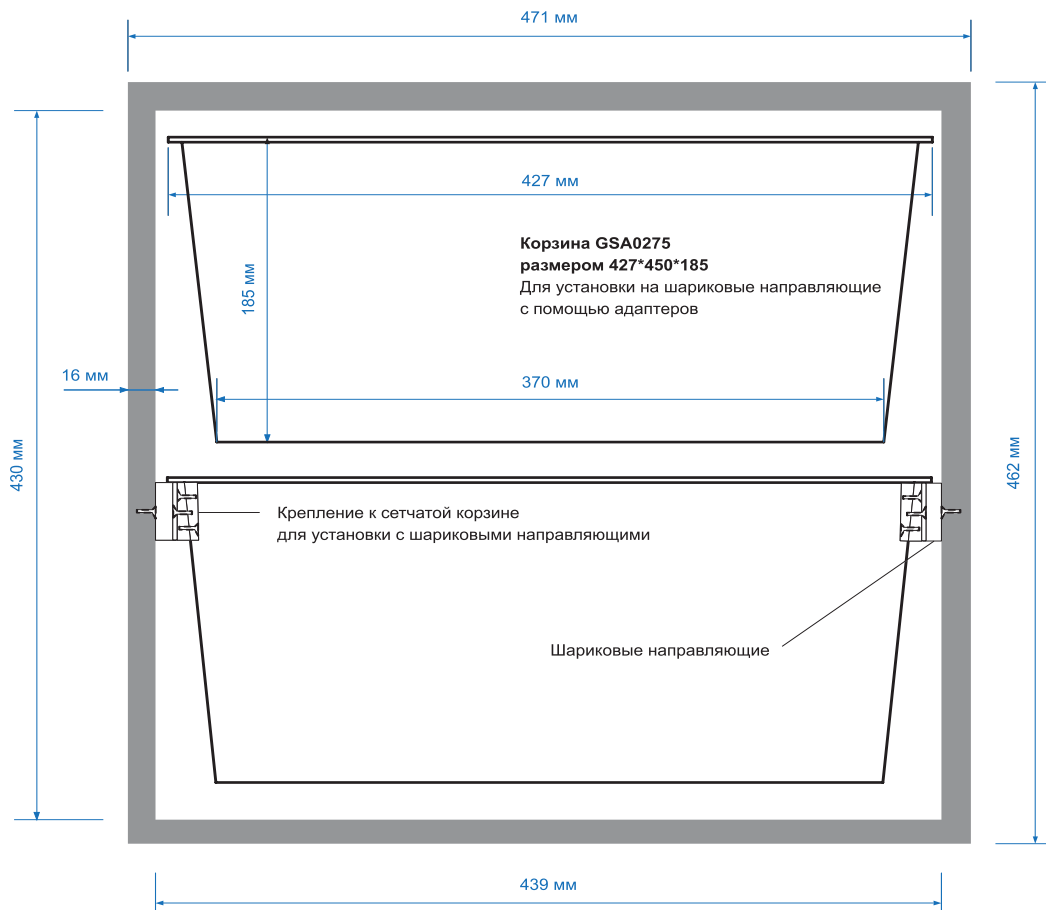 471 мм
427 мм
Корзина GSA0275
размером 427*450*185
Для установки на шариковые направляющие
с помощью адаптеров
185 мм
16 мм
370 мм
430 мм
462 мм
Крепление к сетчатой корзине
для установки с шариковыми направляющими
Шариковые направляющие
439 мм